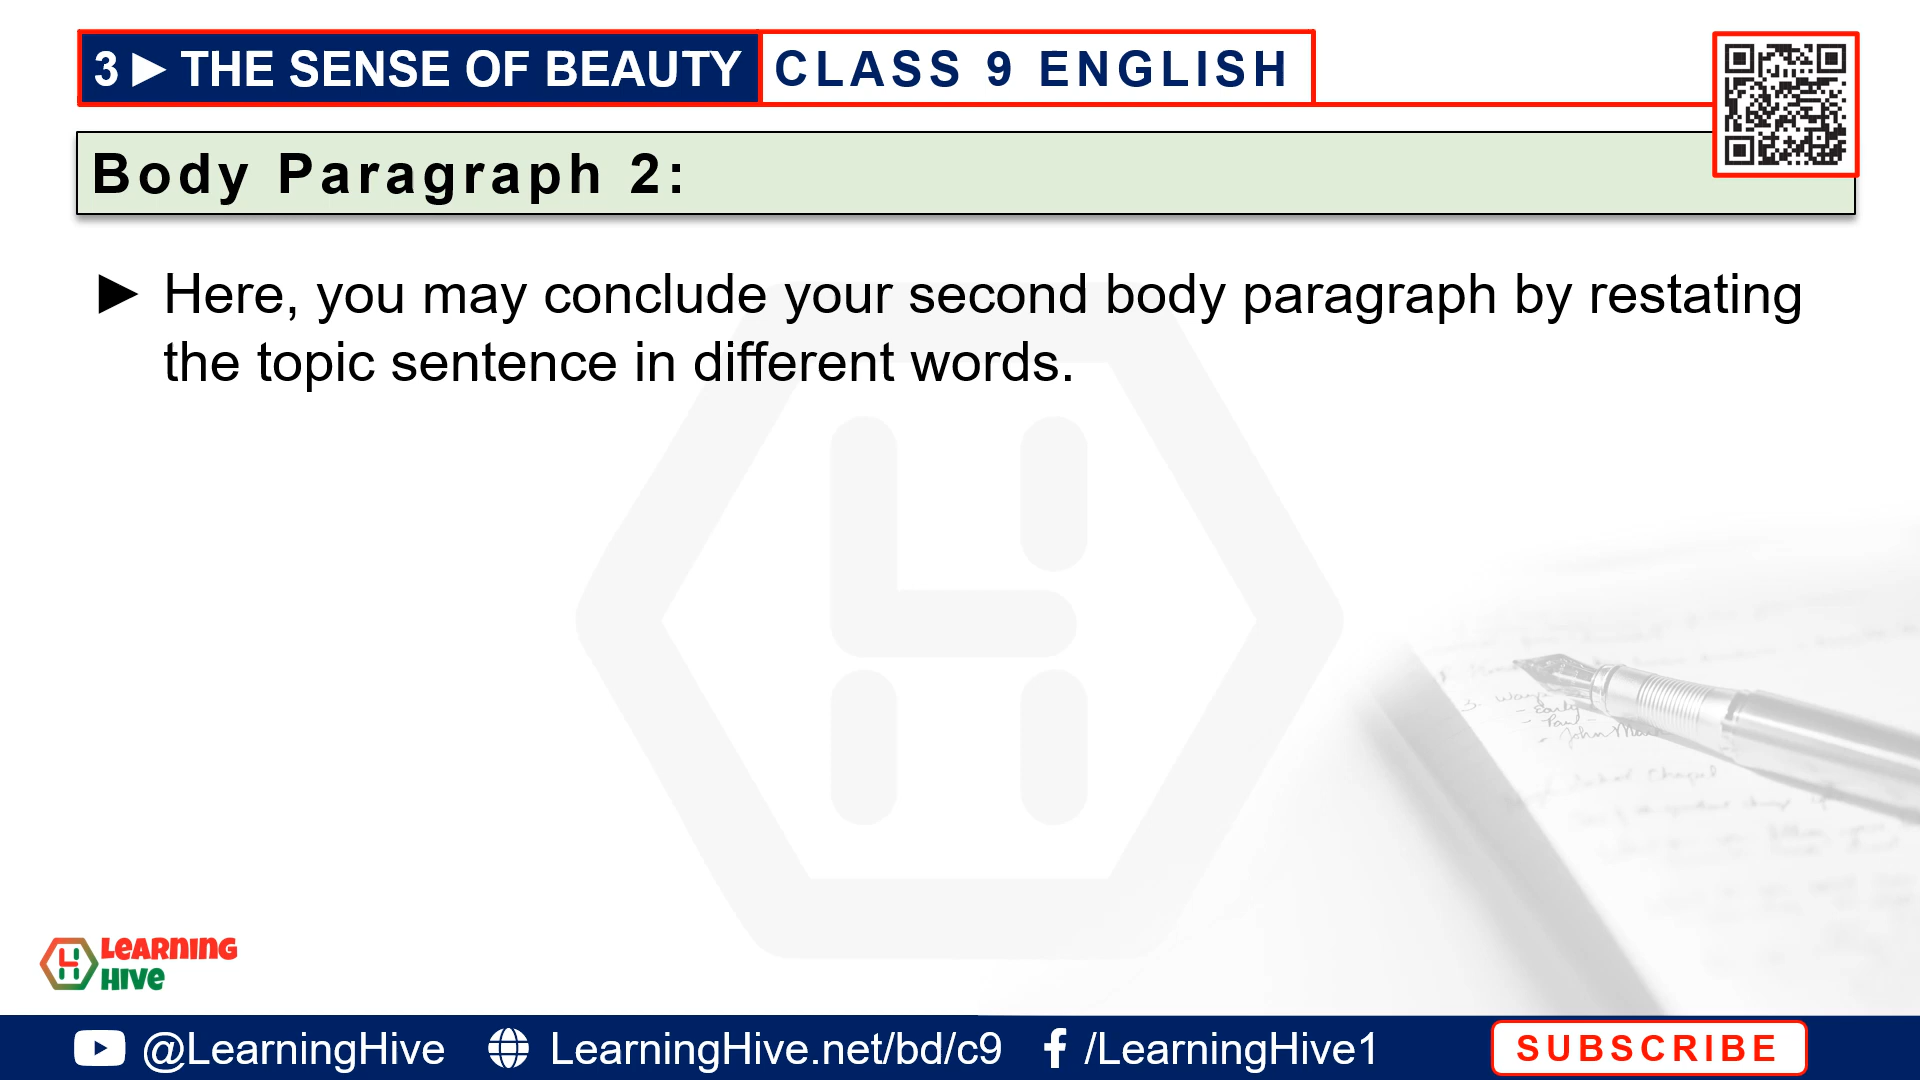 3 ► THE SENSE OF BEAUTY CLASS 9 ENGLISH
Body Paragraph 2:
► Here, you may conclude your second body paragraph by restating
the topic sentence in different words.
Learning
Hive
@LearningHive LearningHive.net/bd/c9 /LearningHive1 SUBSCRIBE